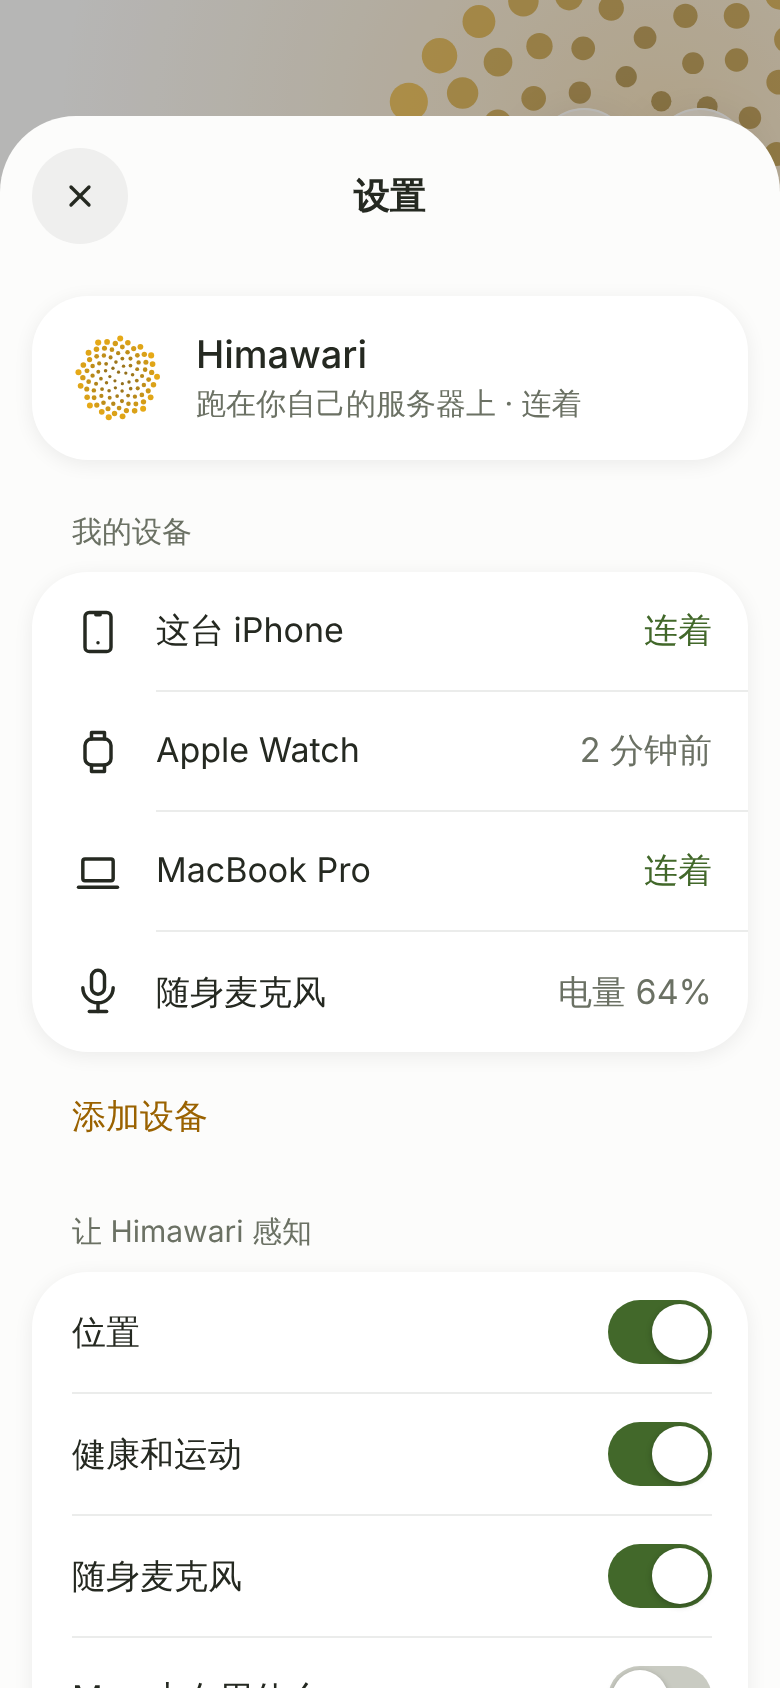 设置
Himawari
跑在你自己的服务器上 · 连着
我的设备
这台 iPhone
连着
Apple Watch
2 分钟前
MacBook Pro
连着
随身麦克风
电量 64%
添加设备
让 Himawari 感知
位置
健康和运动
随身麦克风